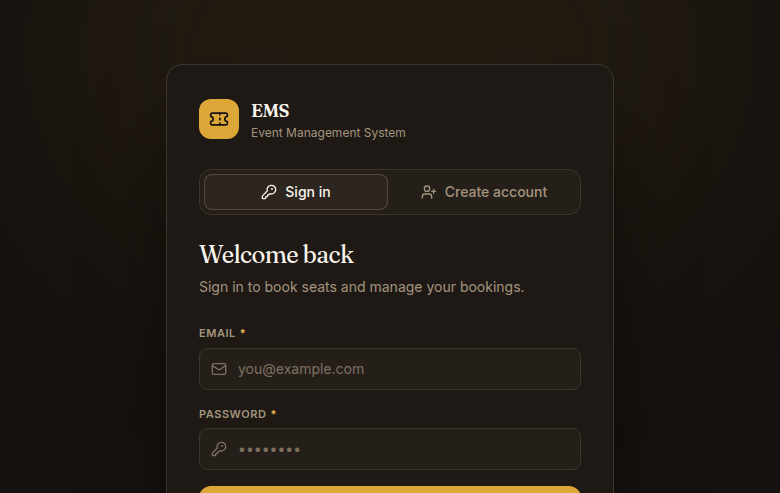 EMS
Event Management System
Sign in
Create account
Welcome back
Sign in to book seats and manage your bookings.
EMAIL *
you@example.com
PASSWORD *
••••••••